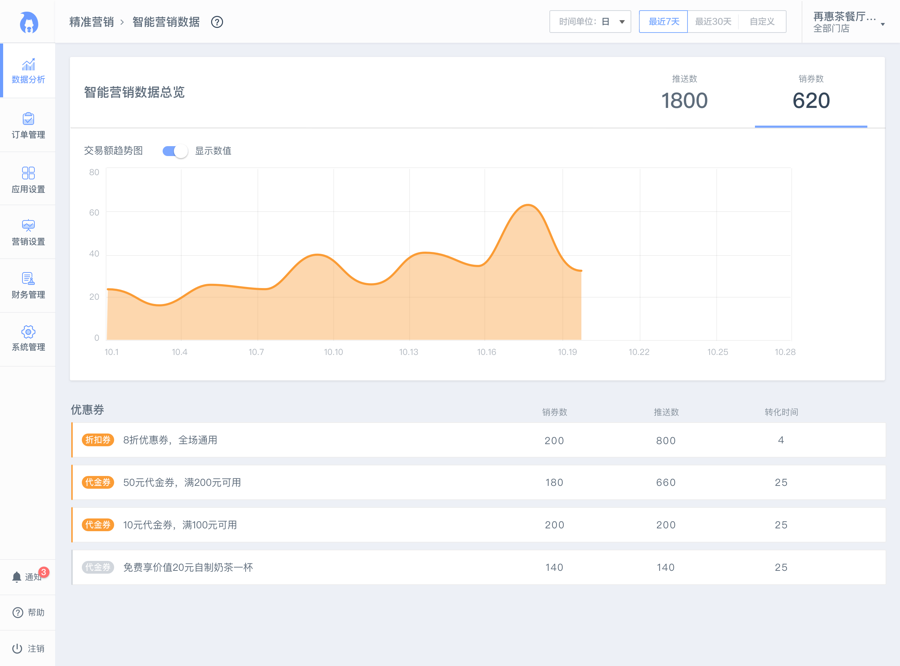 精准营销 › 智能营销数据 ?
时间单位: 日
最近7天 最近30天 自定义
再惠茶餐厅...
全部门店
数据分析
订单管理
应用设置
营销设置
财务管理
系统管理
通知 3
? 帮助
注销
智能营销数据总览
推送数
1800
销劵数
620
交易额趋势图 显示数值
80
60
40
20
0
10.1 10.4 10.7 10.10 10.13 10.16 10.19 10.22 10.25 10.28
优惠券 销劵数 推送数 转化时间
折扣券 8折优惠券，全场通用 200 800 4
代金券 50元代金券，满200元可用 180 660 25
代金券 10元代金券，满100元可用 200 200 25
代金券 免费享价值20元自制奶茶一杯 140 140 25